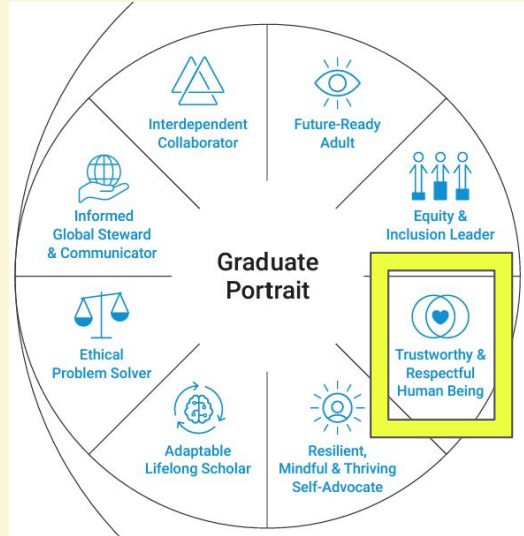 Interdependent
Collaborator
Future-Ready
Adult
Informed
Global Steward
& Communicator
Equity &
Inclusion Leader
Graduate
Portrait
Ethical
Problem Solver
Trustworthy &
Respectful
Human Being
Adaptable
Lifelong Scholar
Resilient,
Mindful & Thriving
Self-Advocate